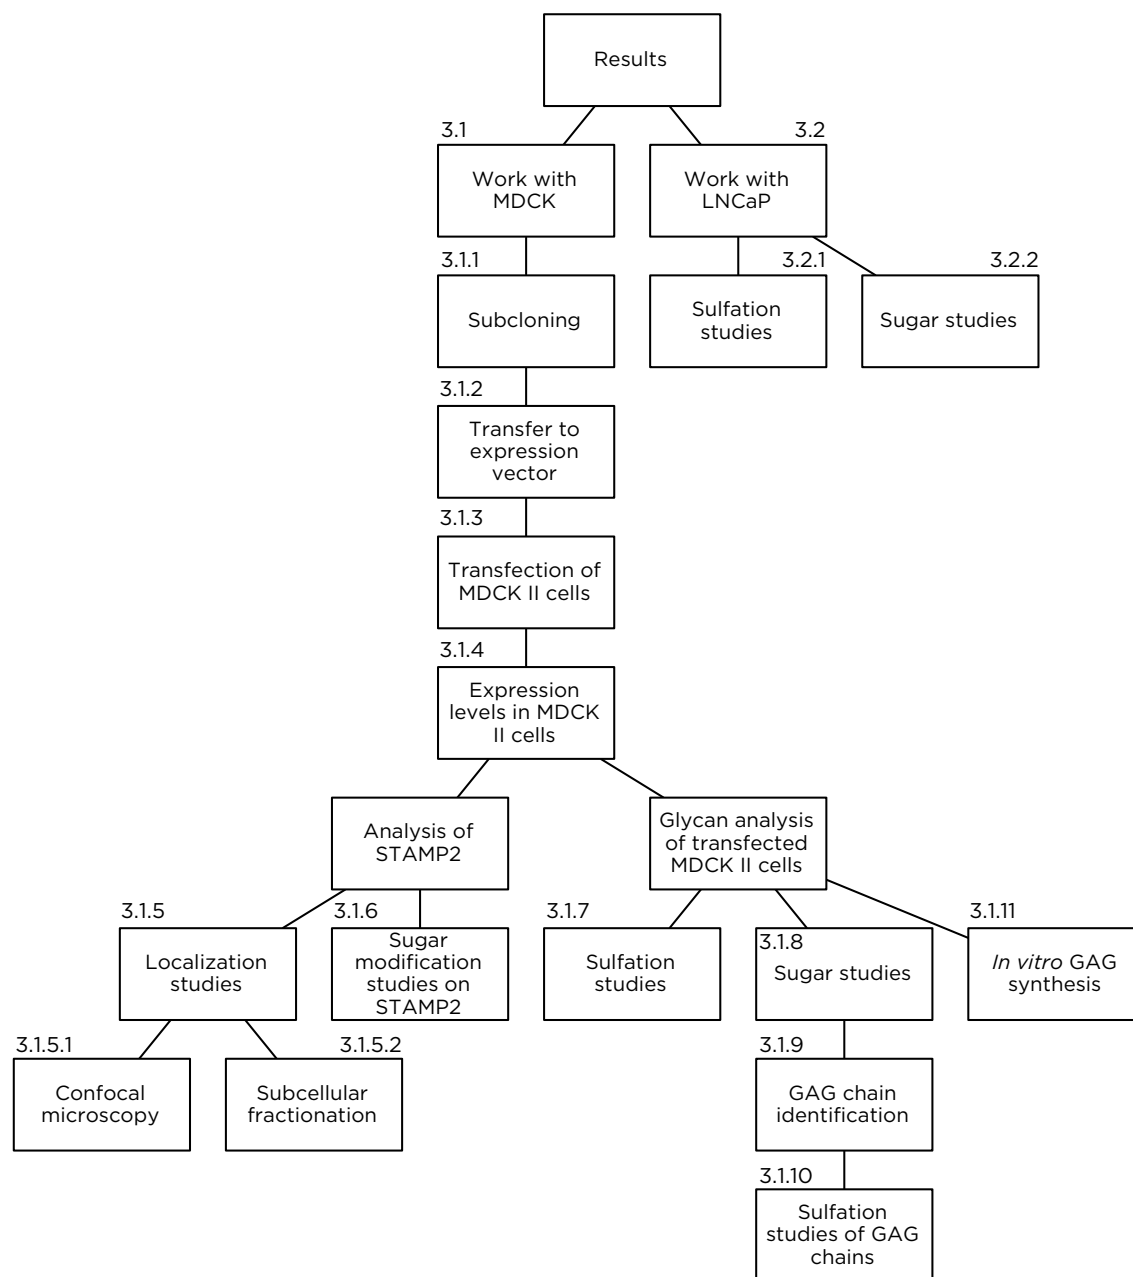 Results
3.1
Work with
MDCK
3.2
Work with
LNCaP
3.1.1
Subcloning
3.2.1
Sulfation
studies
3.2.2
Sugar studies
3.1.2
Transfer to
expression
vector
3.1.3
Transfection of
MDCK II cells
3.1.4
Expression
levels in MDCK
II cells
Analysis of
STAMP2
Glycan analysis
of transfected
MDCK II cells
3.1.5
Localization
studies
3.1.6
Sugar
modification
studies on
STAMP2
3.1.7
Sulfation
studies
3.1.8
Sugar studies
3.1.11
In vitro GAG
synthesis
3.1.5.1
Confocal
microscopy
3.1.5.2
Subcellular
fractionation
3.1.9
GAG chain
identification
3.1.10
Sulfation
studies of GAG
chains